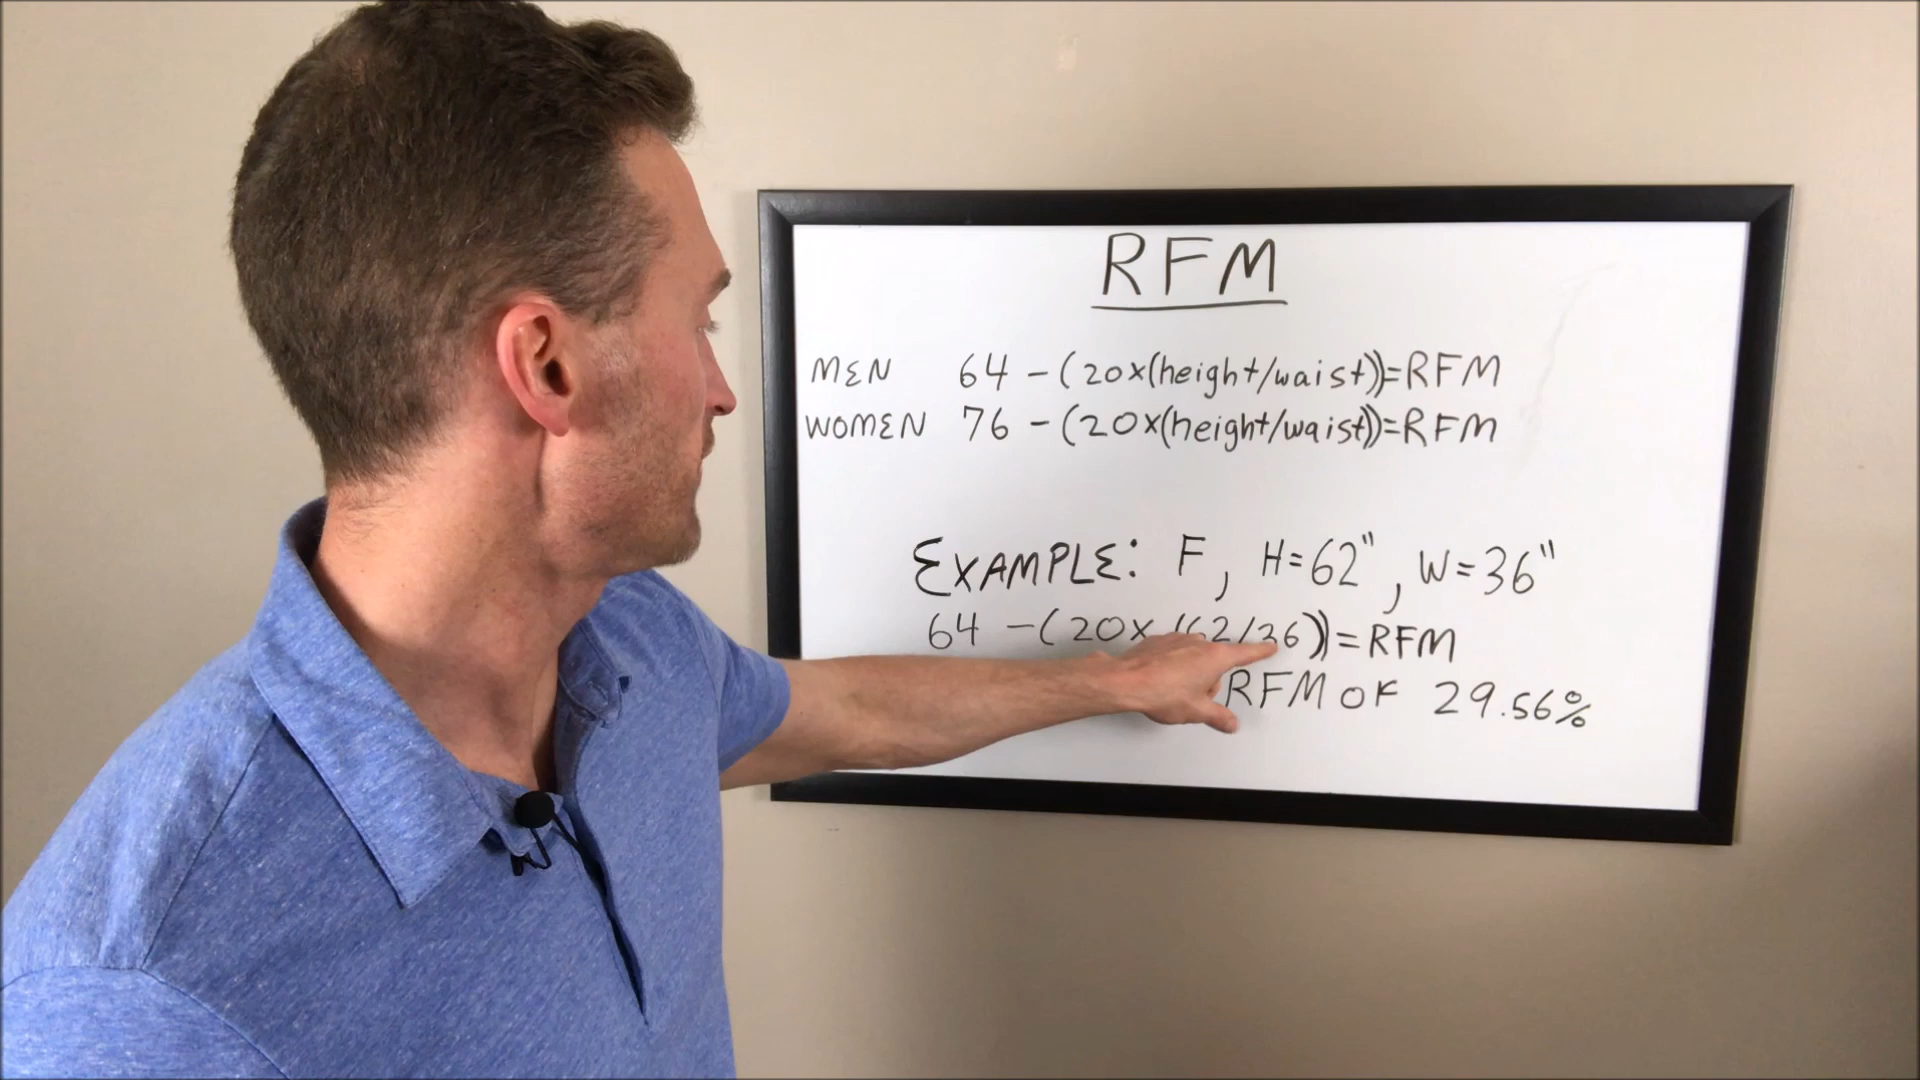 RFM
MEN 64 - (20x(height/waist))=RFM
WOMEN 76 - (20x(height/waist))=RFM
EXAMPLE: F, H=62", W=36"
64 -(20x(62/36))=RFM
RFM OF 29.56%